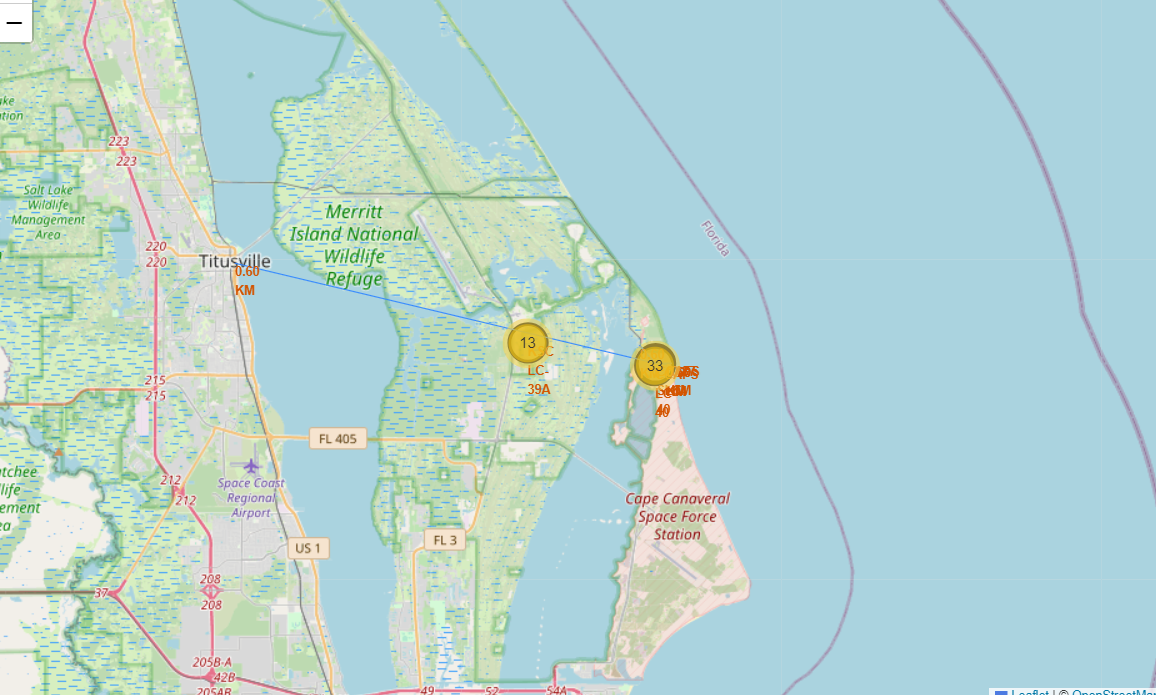 −
223
223
Salt Lake
Wildlife
Management
Area
220
220
Titusville
0.60
KM
Merritt
Island National
Wildlife
Refuge
Florida
13
33
LC-
39A
40
215
215
FL 405
212
212
Space Coast
Regional
Airport
Cape Canaveral
Space Force
Station
US 1
FL 3
37
208
208
205B-A
42B
205AB
49
52
54A
Leaflet | © OpenStreetMa